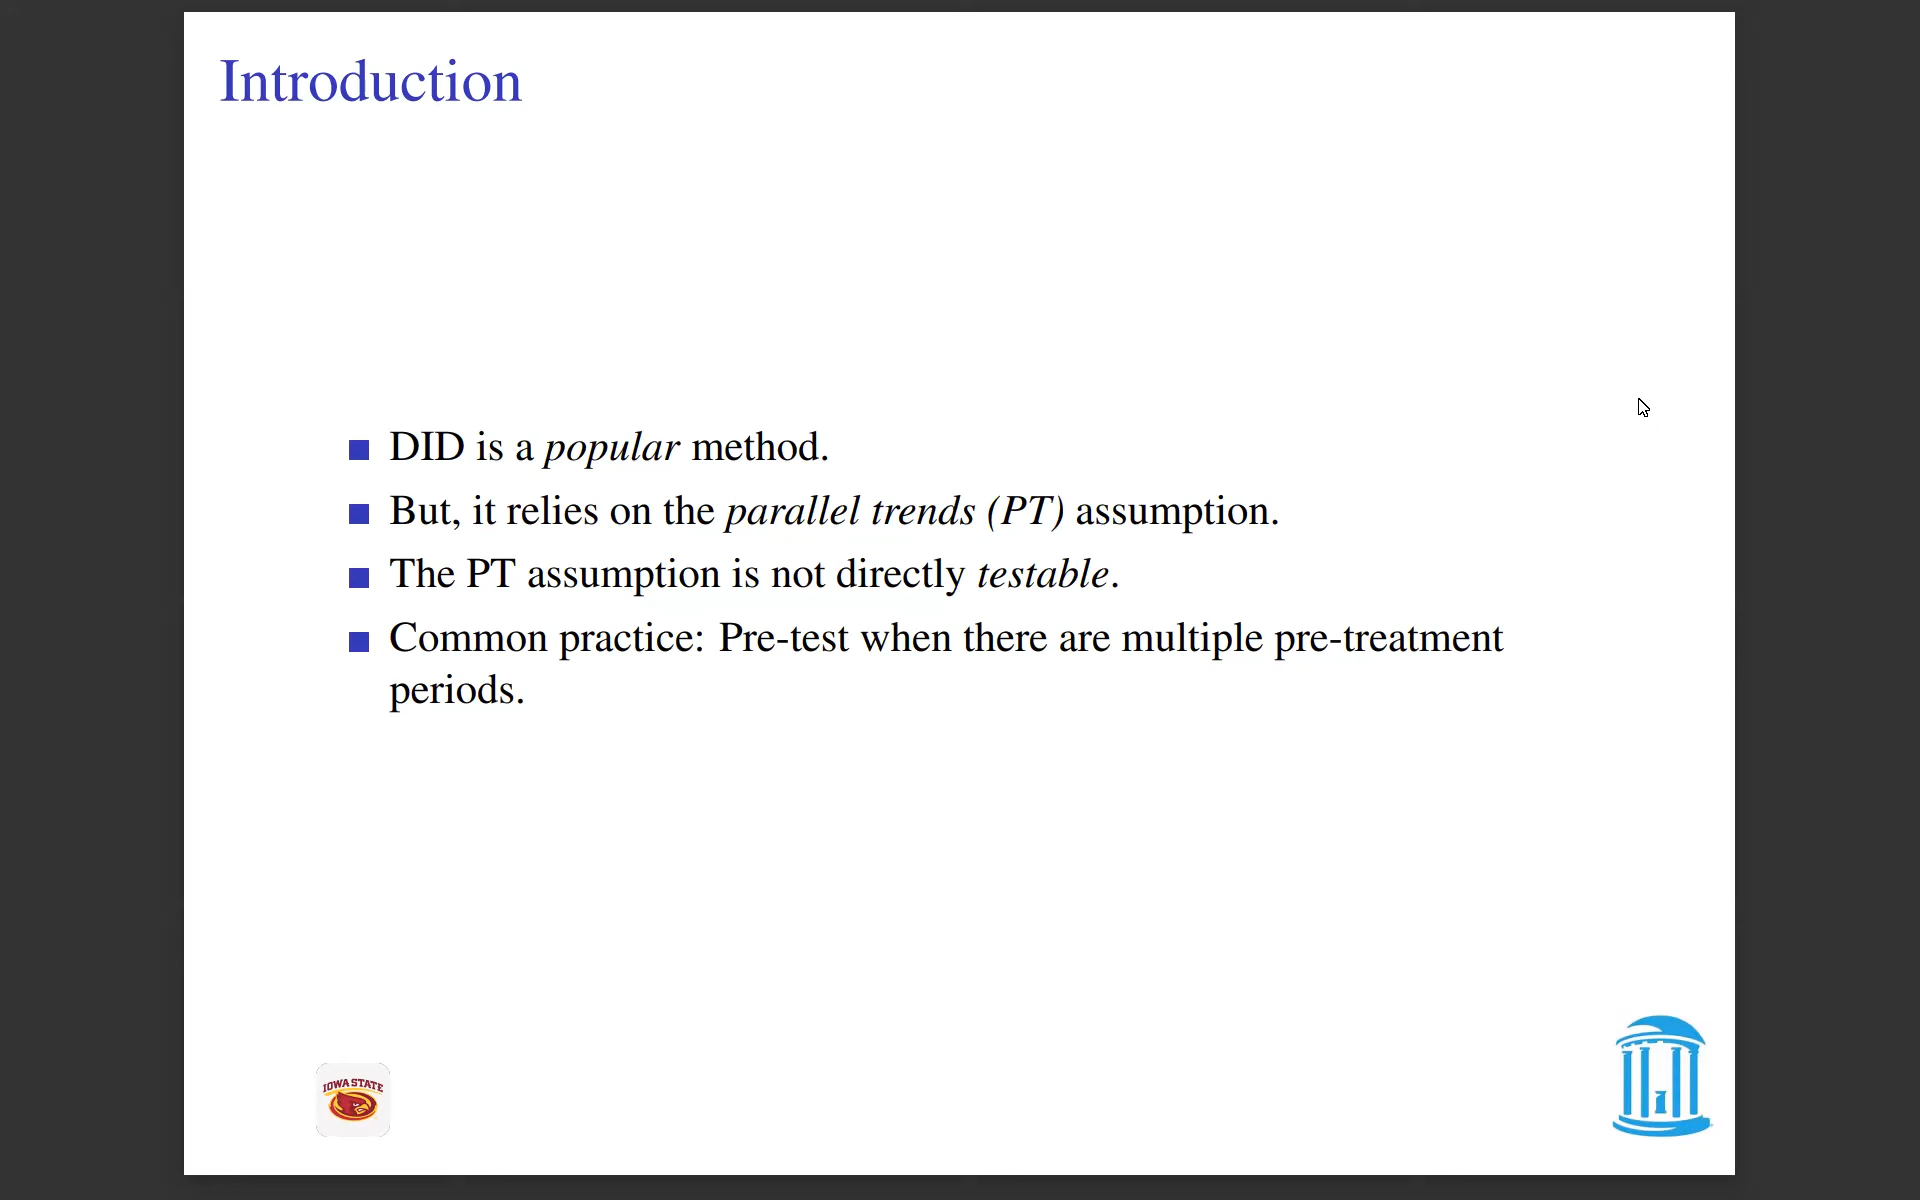 Introduction
DID is a popular method.
But, it relies on the parallel trends (PT) assumption.
The PT assumption is not directly testable.
Common practice: Pre-test when there are multiple pre-treatment
periods.
IOWA STATE